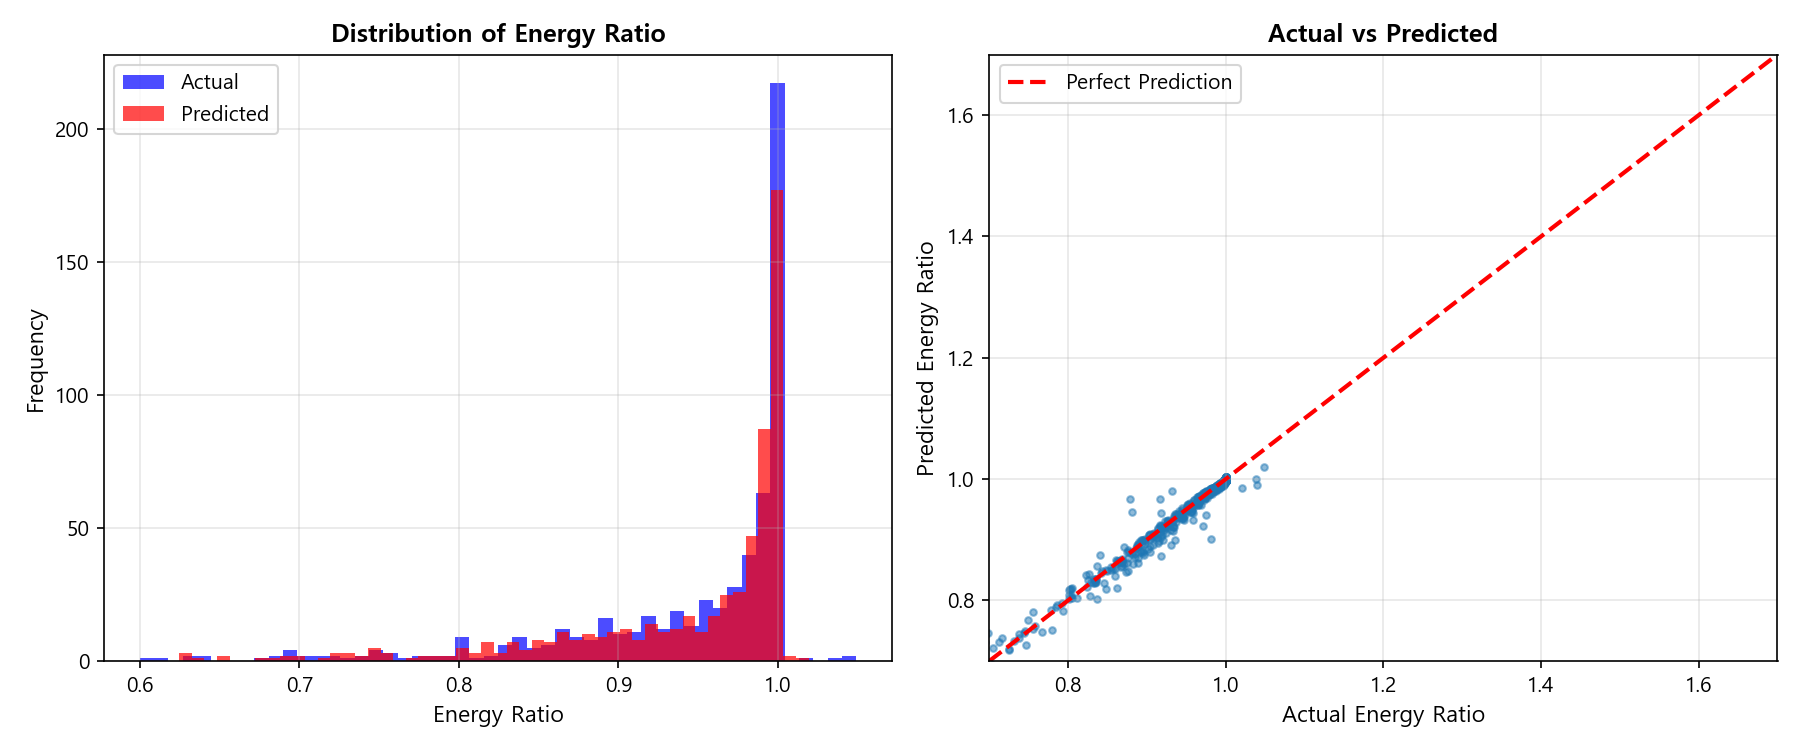 Distribution of Energy Ratio
Actual
Predicted
200
150
100
50
0
Frequency
0.6
0.7
0.8
0.9
1.0
Energy Ratio
Actual vs Predicted
Perfect Prediction
1.6
1.4
1.2
1.0
0.8
Predicted Energy Ratio
0.8
1.0
1.2
1.4
1.6
Actual Energy Ratio